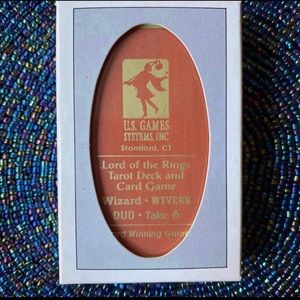 U.S. GAMES
SYSTEMS, INC
Stamford, CT
Lord of the Rings
Tarot Deck and
Card Game
Wizard • WYVERN
DUO • Take 6
Winning